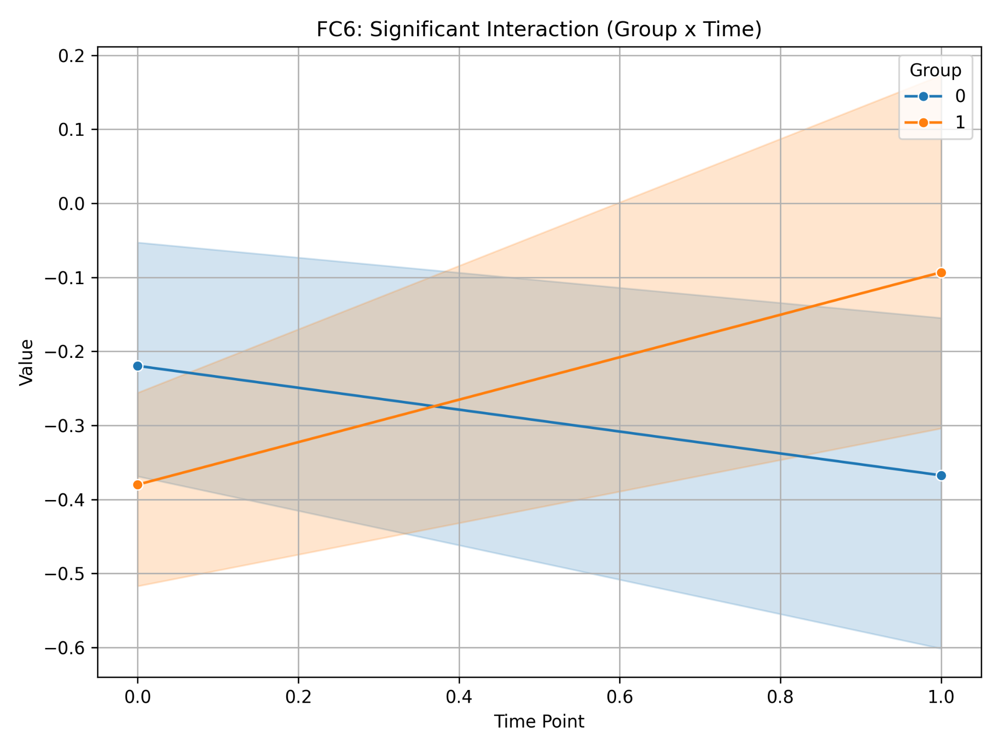 FC6: Significant Interaction (Group x Time)
Group
0
1
0.2
0.1
0.0
−0.1
−0.2
−0.3
−0.4
−0.5
−0.6
Value
0.0 0.2 0.4 0.6 0.8 1.0
Time Point